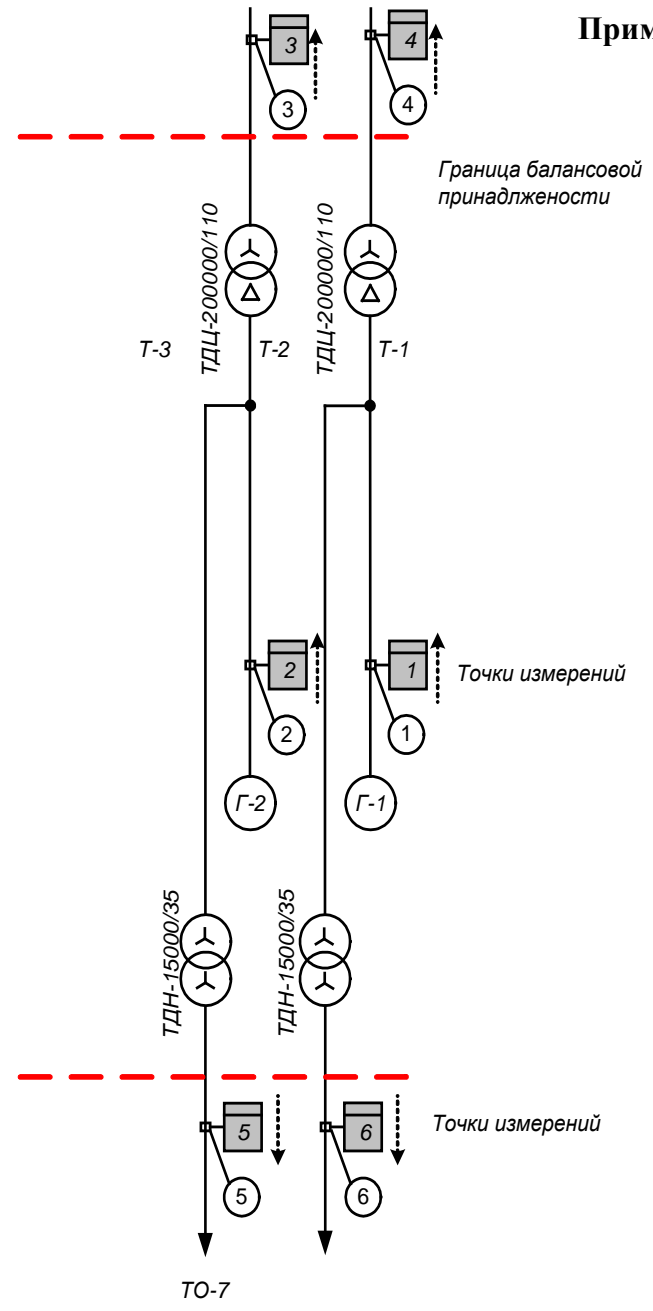 Прим
3
4
3
4
Граница балансовой
принадлжености
ТДЦ-200000/110
ТДЦ-200000/110
Т-3
Т-2
Т-1
2
1
Точки измерений
2
1
Г-2
Г-1
ТДН-15000/35
ТДН-15000/35
5
6
Точки измерений
5
6
ТО-7